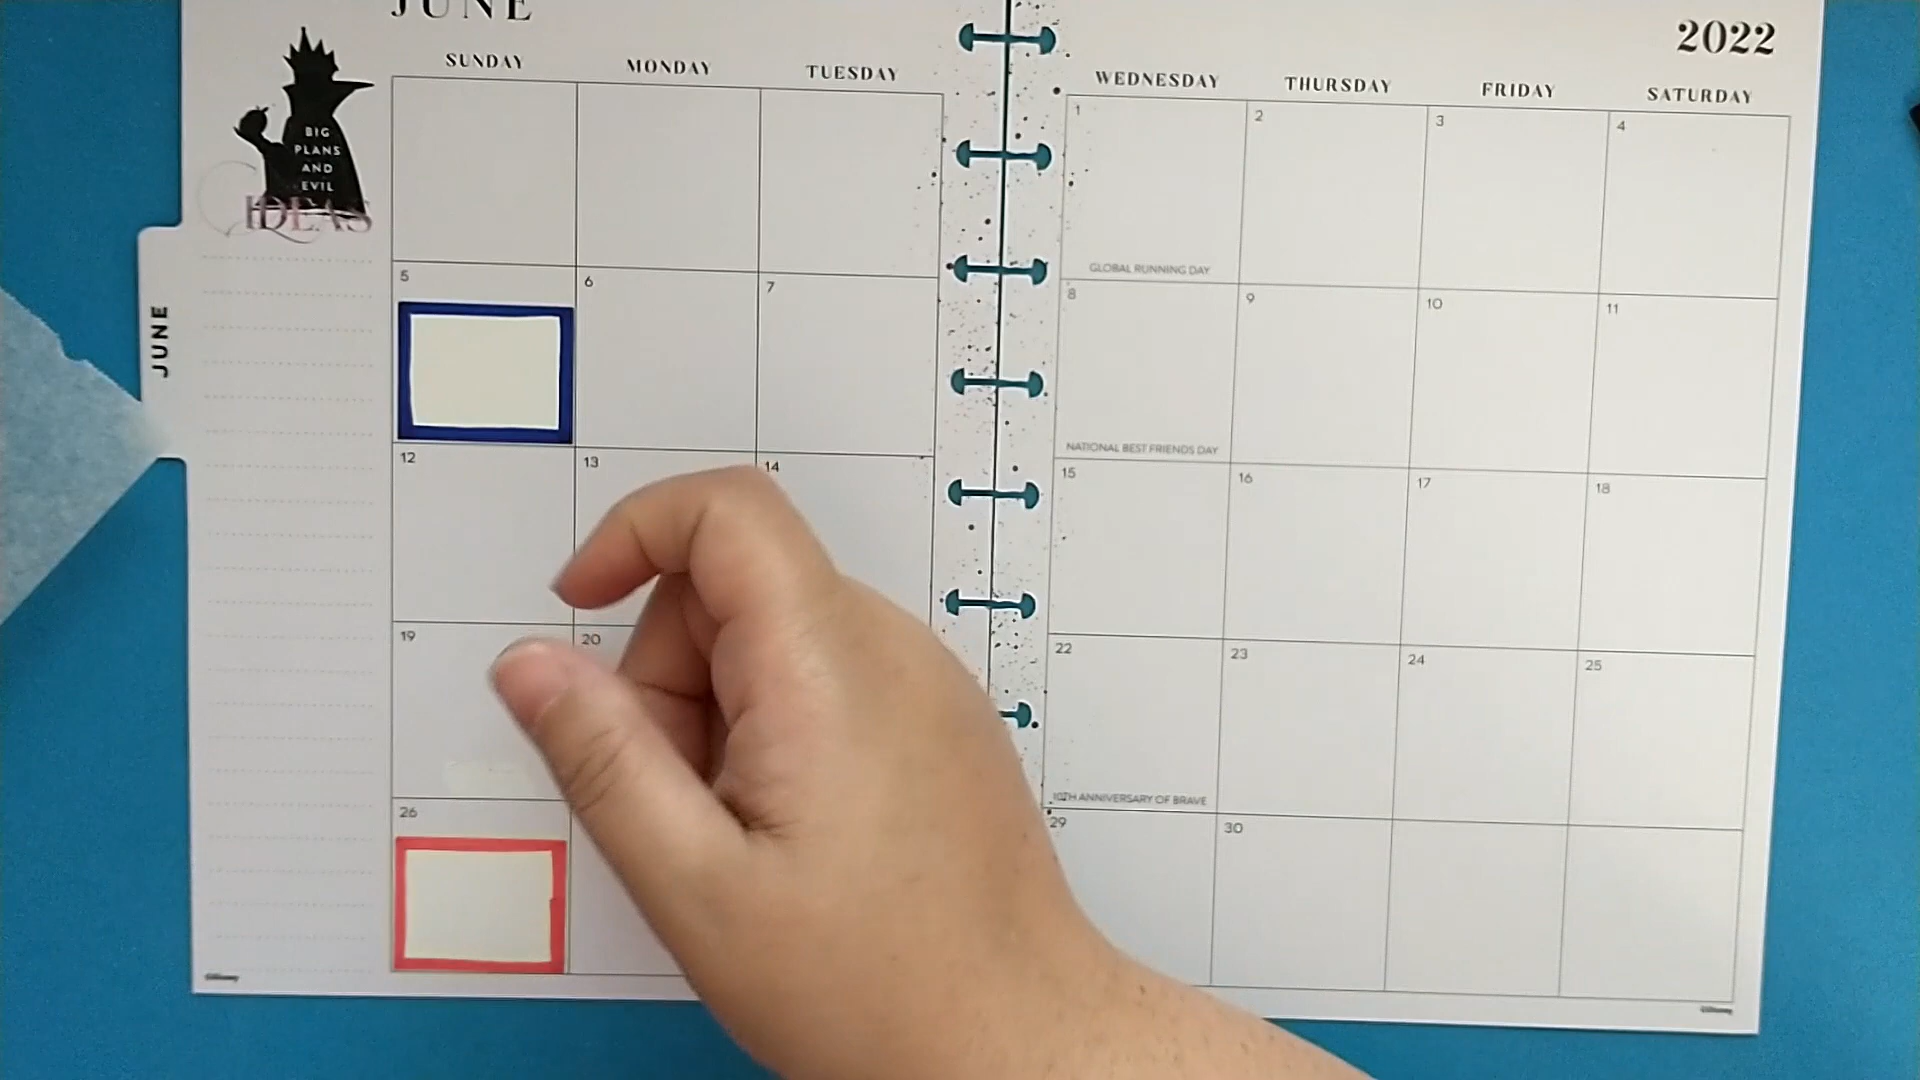 JUNE
2022
SUNDAY
MONDAY
TUESDAY
WEDNESDAY
THURSDAY
FRIDAY
SATURDAY
BIG
PLANS
AND
EVIL
IDEAS
JUNE
1
2
3
4
GLOBAL RUNNING DAY
5
6
7
8
9
10
11
NATIONAL BEST FRIENDS DAY
12
13
14
15
16
17
18
19
20
22
23
24
25
10TH ANNIVERSARY OF BRAVE
26
29
30
©Disney
©Disney